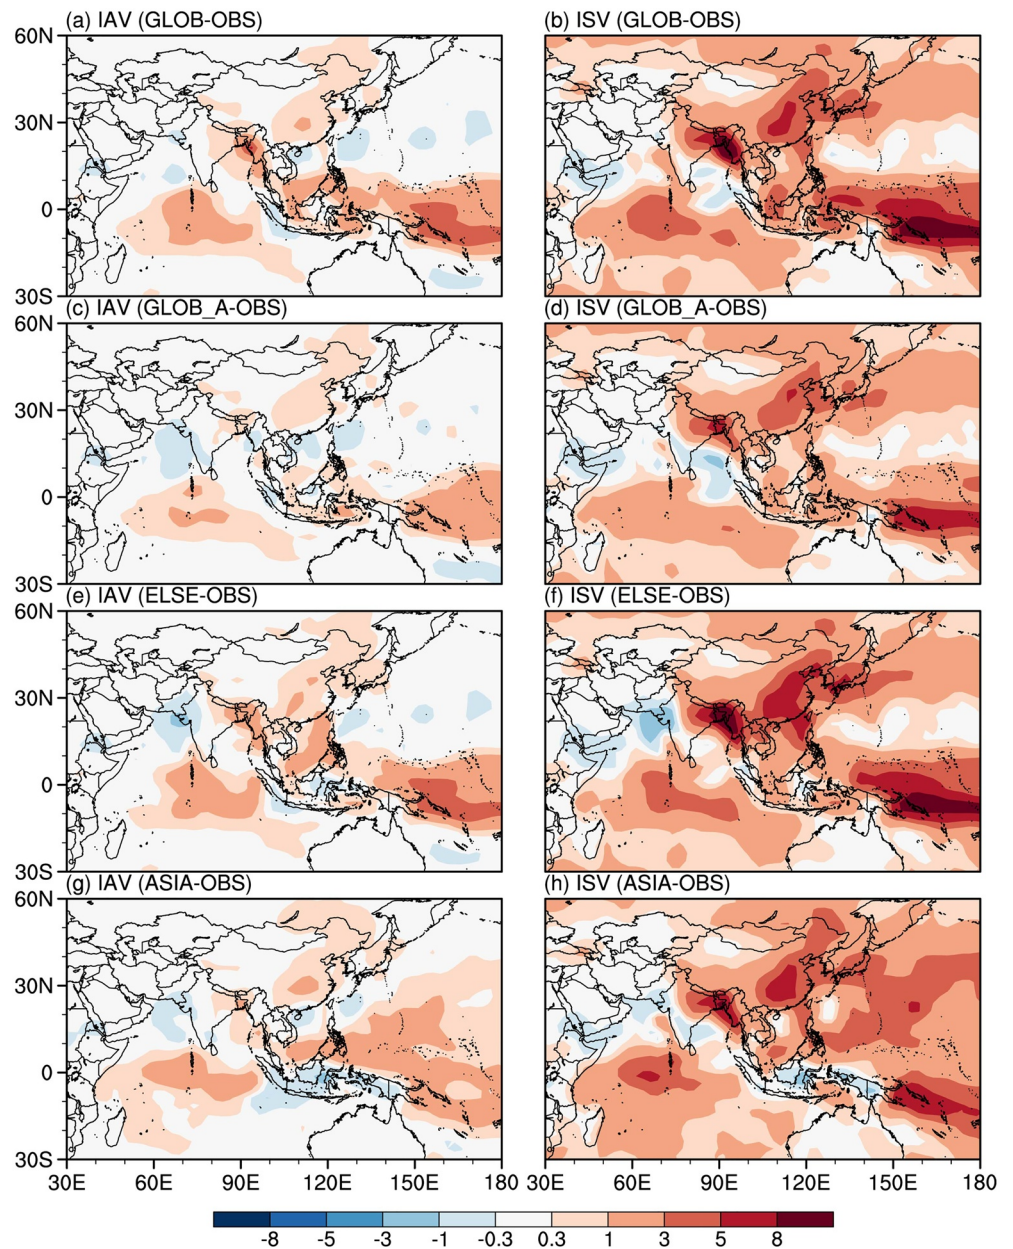 (a) IAV (GLOB-OBS)
(b) ISV (GLOB-OBS)
60N
30N
0
30S
(c) IAV (GLOB_A-OBS)
(d) ISV (GLOB_A-OBS)
60N
30N
0
30S
(e) IAV (ELSE-OBS)
(f) ISV (ELSE-OBS)
60N
30N
0
30S
(g) IAV (ASIA-OBS)
(h) ISV (ASIA-OBS)
60N
30N
0
30S
30E 60E 90E 120E 150E 180
30E 60E 90E 120E 150E 180
-8 -5 -3 -1 -0.3 0.3 1 3 5 8